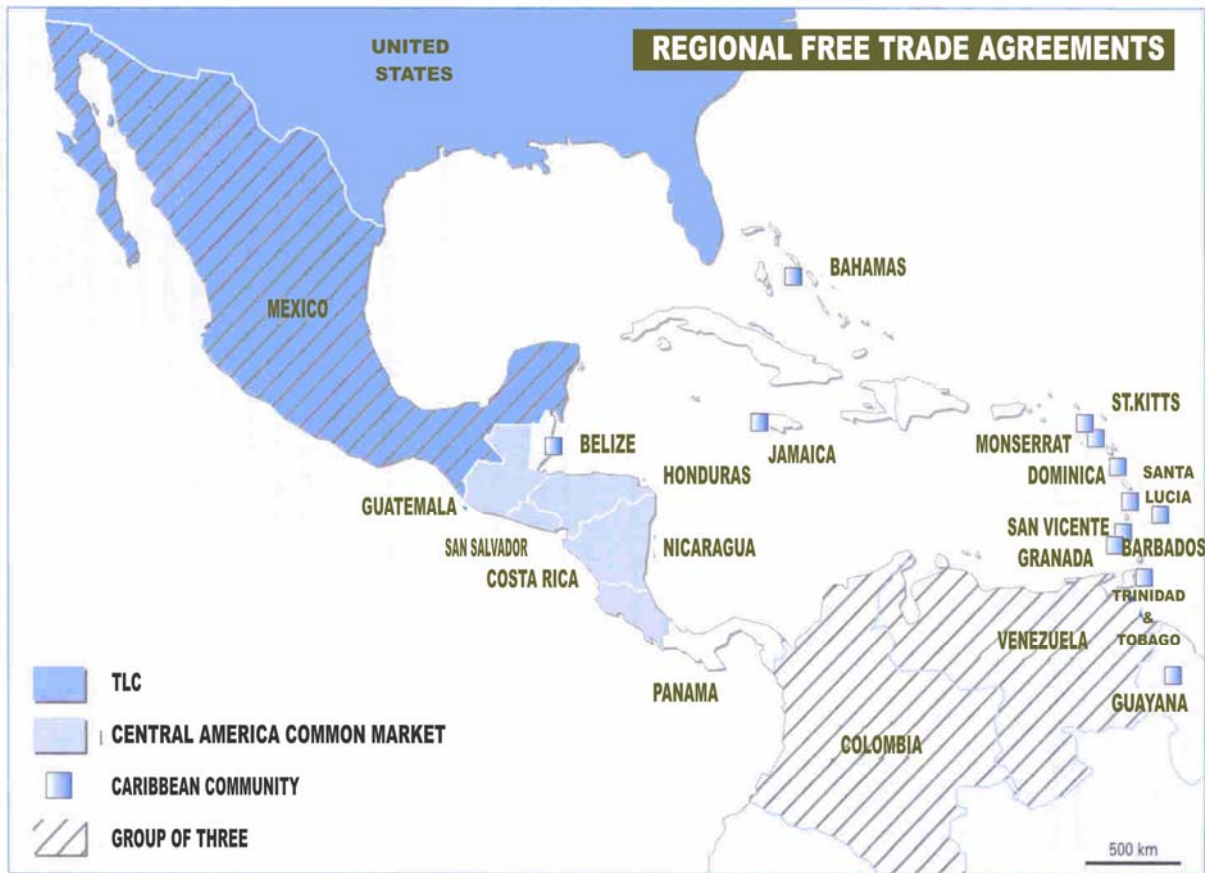 UNITED
STATES
REGIONAL FREE TRADE AGREEMENTS
BAHAMAS
MEXICO
ST.KITTS
BELIZE
JAMAICA
MONSERRAT
HONDURAS
DOMINICA
SANTA
LUCIA
GUATEMALA
SAN VICENTE
SAN SALVADOR
NICARAGUA
BARBADOS
COSTA RICA
GRANADA
TRINIDAD
&
TOBAGO
VENEZUELA
TLC
PANAMA
GUAYANA
CENTRAL AMERICA COMMON MARKET
COLOMBIA
CARIBBEAN COMMUNITY
GROUP OF THREE
500 km